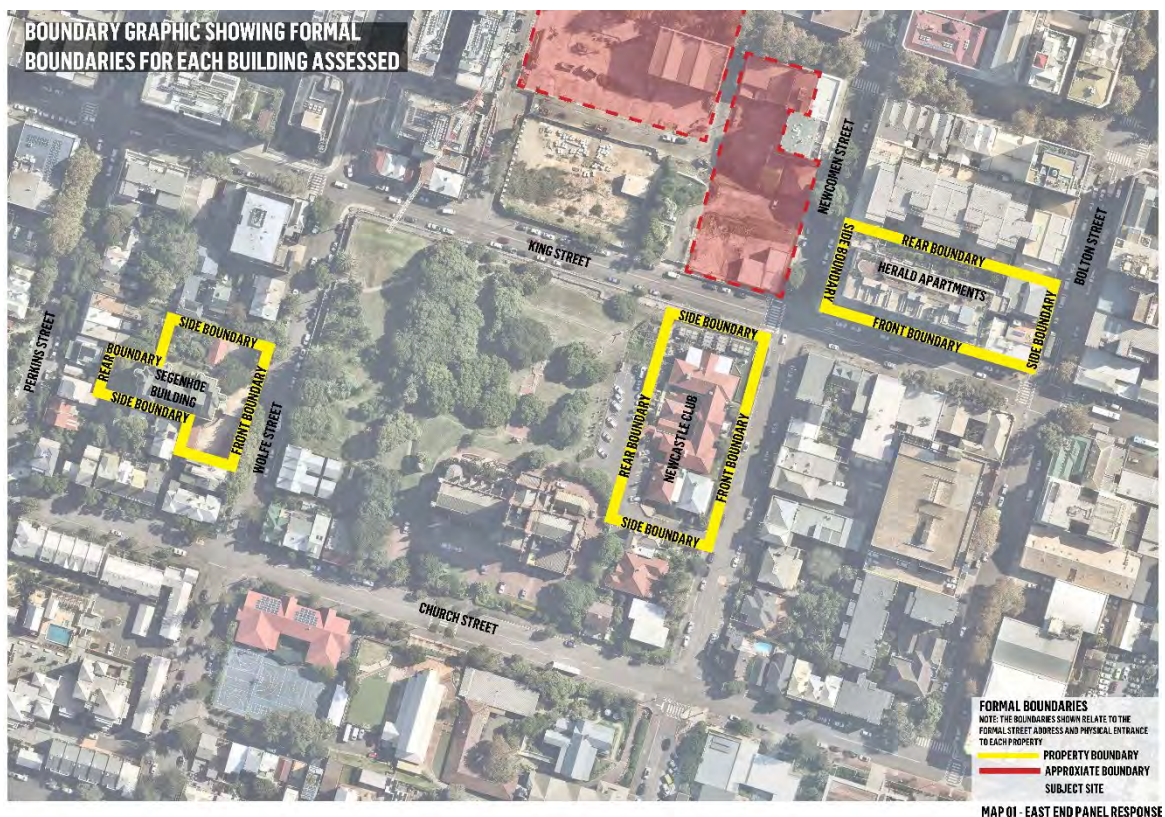 BOUNDARY GRAPHIC SHOWING FORMAL
BOUNDARIES FOR EACH BUILDING ASSESSED
NEWCOMEN STREET
BOLTON STREET
KING STREET
SIDE BOUNDARY
REAR BOUNDARY
HERALD APARTMENTS
FRONT BOUNDARY
SIDE BOUNDARY
PERKINS STREET
SIDE BOUNDARY
REAR
BOUNDARY
SEGENHOE
BUILDING
SIDE BOUNDARY
FRONT BOUNDARY
WOLFE STREET
SIDE BOUNDARY
REAR BOUNDARY
NEWCASTLE CLUB
FRONT BOUNDARY
SIDE BOUNDARY
CHURCH STREET
FORMAL BOUNDARIES
NOTE: THE BOUNDARIES SHOWN RELATE TO THE
FORMAL STREET ADDRESS AND PHYSICAL ENTRANCE
TO EACH PROPERTY
PROPERTY BOUNDARY
APPROXIATE BOUNDARY
SUBJECT SITE
MAP 01 - EAST END PANEL RESPONSE